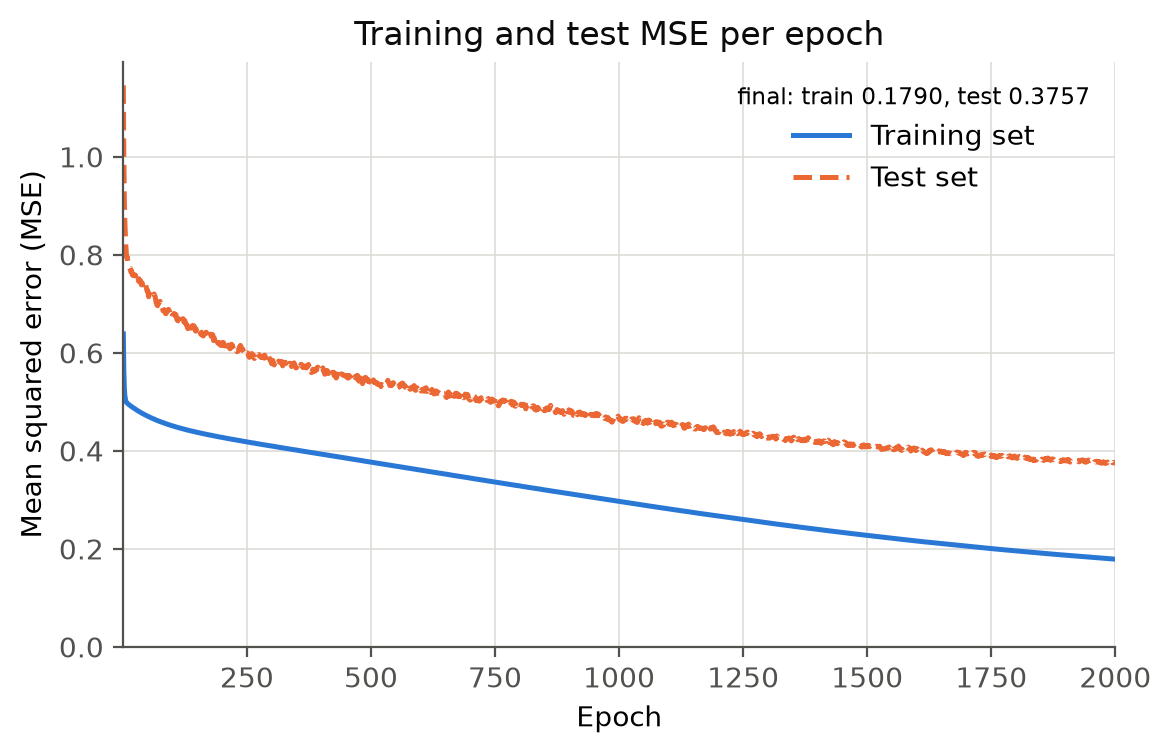 Training and test MSE per epoch
final: train 0.1790, test 0.3757
Training set
Test set
Mean squared error (MSE)
1.0
0.8
0.6
0.4
0.2
0.0
250 500 750 1000 1250 1500 1750 2000
Epoch